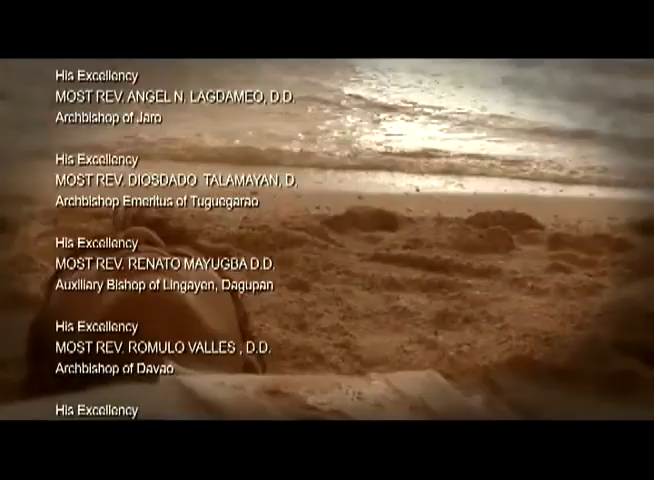 His Excellency
MOST REV. ANGEL N. LAGDAMEO, D.D.
Archbishop of Jaro
His Excellency
MOST REV. DIOSDADO TALAMAYAN, D.
Archbishop Emeritus of Tuguegarao
His Excellency
MOST REV. RENATO MAYUGBA D.D.
Auxiliary Bishop of Lingayen, Dagupan
His Excellency
MOST REV. ROMULO VALLES , D.D.
Archbishop of Davao
His Excellency